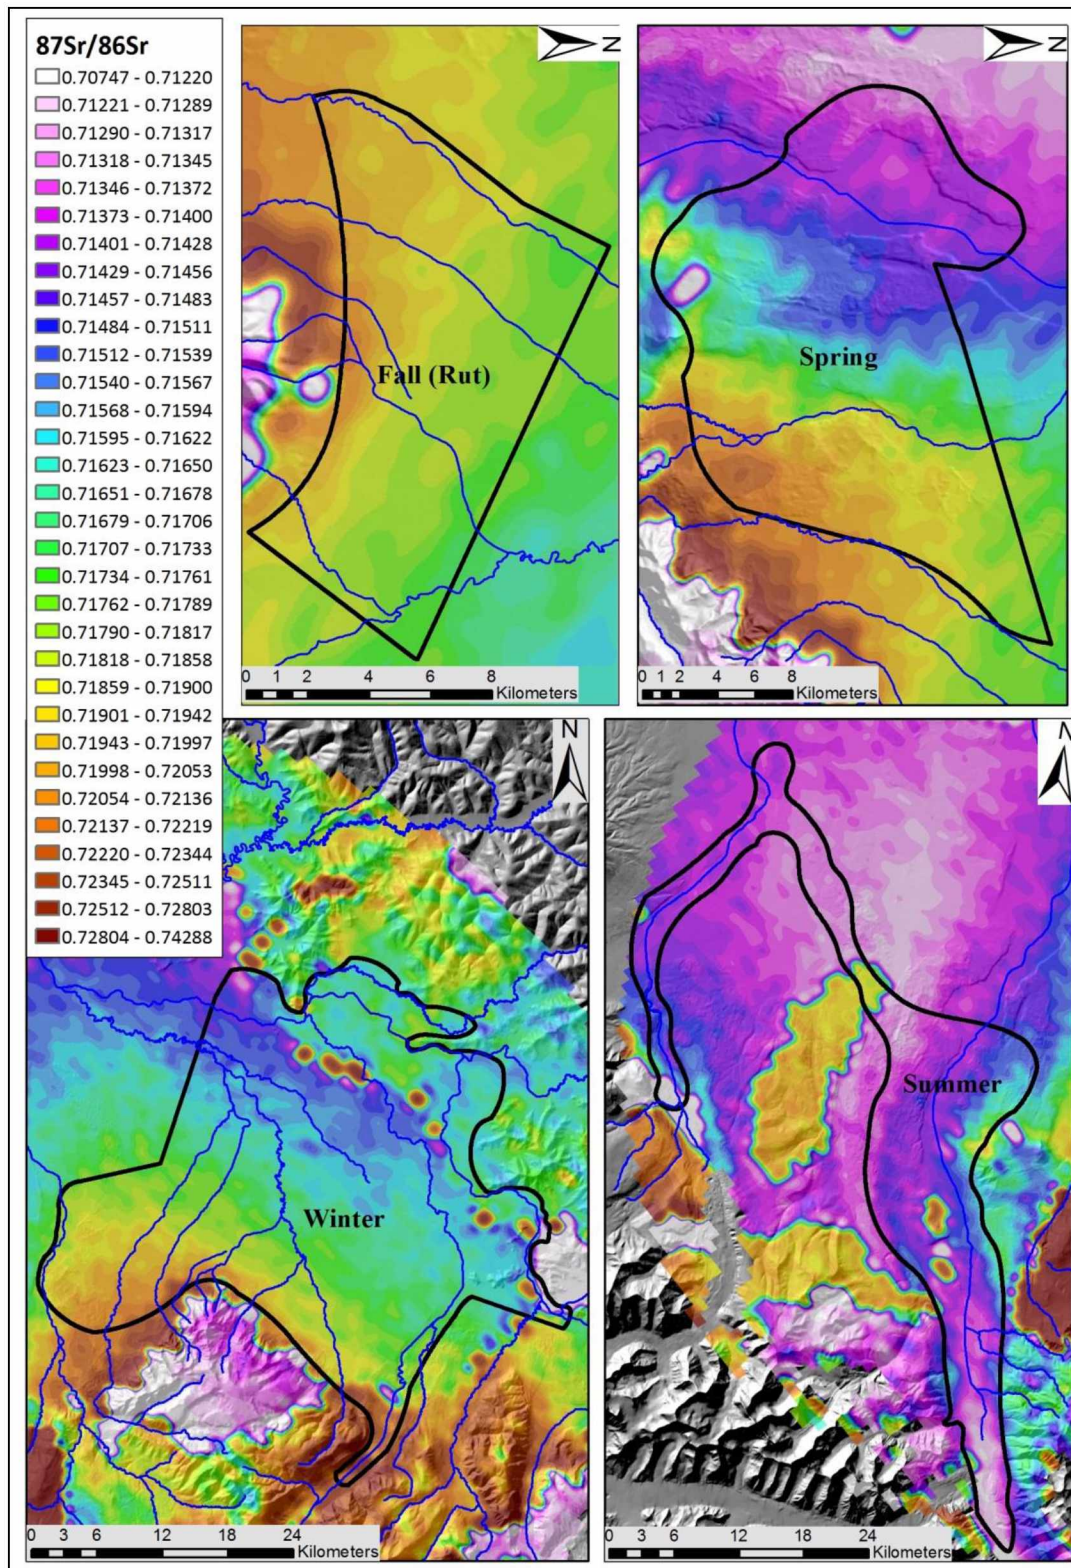 87Sr/86Sr
0.70747 - 0.71220
0.71221 - 0.71289
0.71290 - 0.71317
0.71318 - 0.71345
0.71346 - 0.71372
0.71373 - 0.71400
0.71401 - 0.71428
0.71429 - 0.71456
0.71457 - 0.71483
0.71484 - 0.71511
0.71512 - 0.71539
0.71540 - 0.71567
0.71568 - 0.71594
0.71595 - 0.71622
0.71623 - 0.71650
0.71651 - 0.71678
0.71679 - 0.71706
0.71707 - 0.71733
0.71734 - 0.71761
0.71762 - 0.71789
0.71790 - 0.71817
0.71818 - 0.71858
0.71859 - 0.71900
0.71901 - 0.71942
0.71943 - 0.71997
0.71998 - 0.72053
0.72054 - 0.72136
0.72137 - 0.72219
0.72220 - 0.72344
0.72345 - 0.72511
0.72512 - 0.72803
0.72804 - 0.74288
N
Fall (Rut)
0 1 2 4 6 8
Kilometers
N
Spring
0 1 2 4 6 8
Kilometers
N
Winter
0 3 6 12 18 24
Kilometers
N
Summer
0 3 6 12 18 24
Kilometers